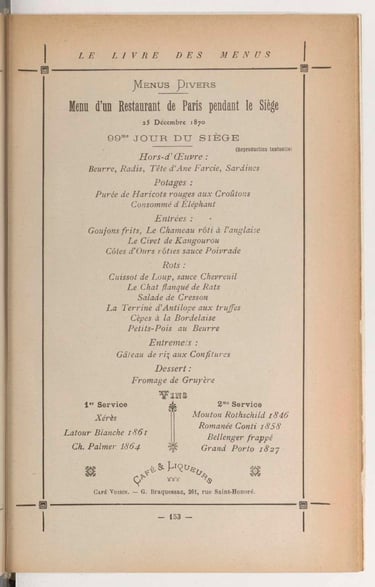 LE LIVRE DES MENUS
MENUS DIVERS
Menu d'un Restaurant de Paris pendant le Siège
25 Décembre 1870
99me JOUR DU SIÈGE
(Reproduction textuelle)
Hors-d'Œuvre :
Beurre, Radis, Tête d'Ane Farcie, Sardines
Potages :
Purée de Haricots rouges aux Croûtons
Consommé d'Éléphant
Entrées :
Goujons frits, Le Chameau rôti à l'anglaise
Le Civet de Kangourou
Côtes d'Ours rôties sauce Poivrade
Rots :
Cuissot de Loup, sauce Chevreuil
Le Chat flanqué de Rats
Salade de Cresson
La Terrine d'Antilope aux truffes
Cèpes à la Bordelaise
Petits-Pois au Beurre
Entremets :
Gâteau de riz aux Confitures
Dessert :
Fromage de Gruyère
VINS
1er Service
Xérès
Latour Blanche 1861
Ch. Palmer 1864
2me Service
Mouton Rothschild 1846
Romanée Conti 1858
Bellenger frappé
Grand Porto 1827
CAFÉ & LIQUEURS
CAFÉ VOISIN. — G. Braquessac, 261, rue Saint-Honoré.
— 153 —